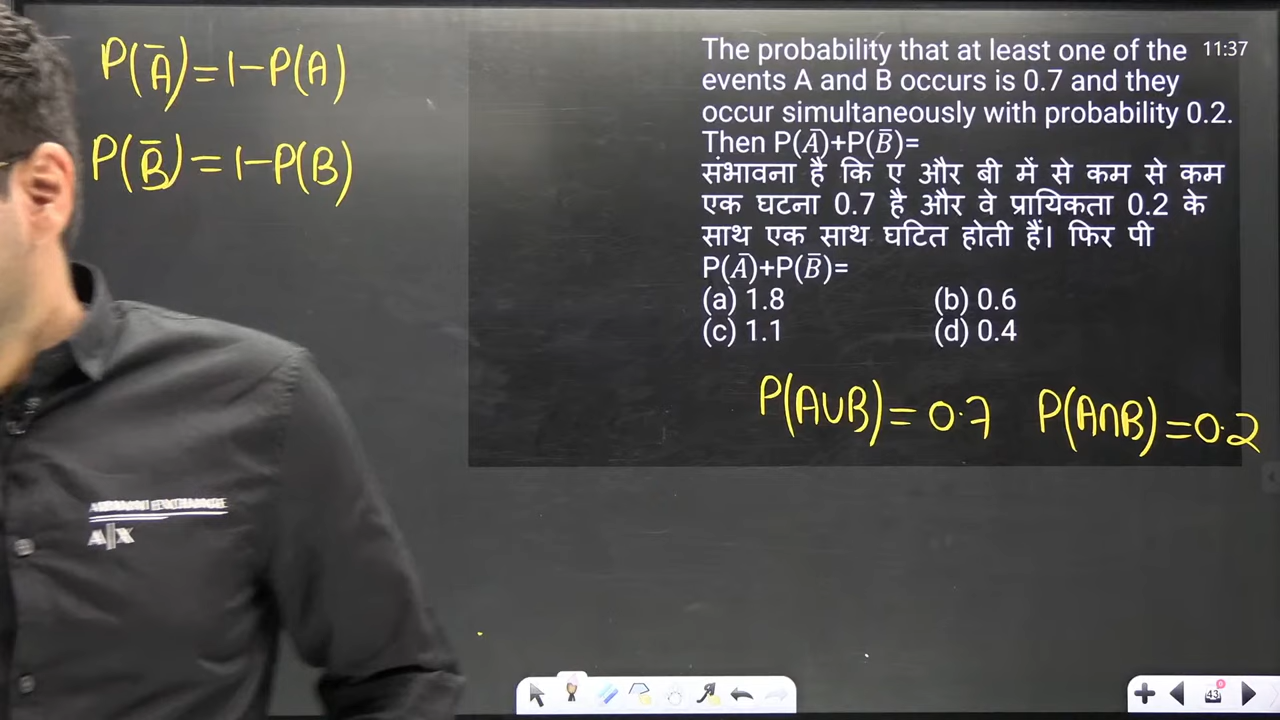 P(Ā)=1-P(A)
P(B̄)=1-P(B)
The probability that at least one of the
11:37
events A and B occurs is 0.7 and they
occur simultaneously with probability 0.2.
Then P(Ā)+P(B̄)=
संभावना है कि ए और बी में से कम से कम
एक घटना 0.7 है और वे प्रायिकता 0.2 के
साथ एक साथ घटित होती हैं। फिर पी
P(Ā)+P(B̄)=
(a) 1.8 (b) 0.6
(c) 1.1 (d) 0.4
P(A∪B)=0.7 P(A∩B)=0.2
A|X
43